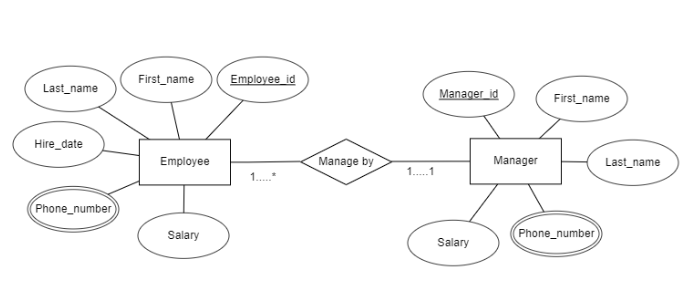 First_name
Employee_id
Last_name
Manager_id
First_name
Hire_date
Employee
Manage by
Manager
Last_name
1.....*
1.....1
Phone_number
Salary
Phone_number
Salary